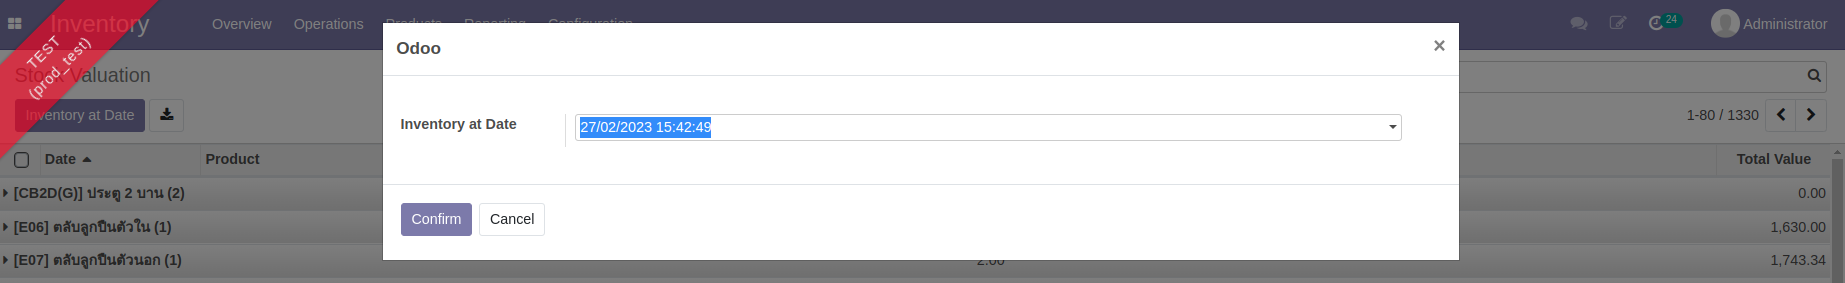 Inventory
Overview
Operations
Products
Reporting
Configuration
24
Administrator
TEST
(prod_test)
Stock Valuation
Inventory at Date
1-80 / 1330
Odoo
×
Inventory at Date
27/02/2023 15:42:49
Confirm
Cancel
Date
Product
Total Value
[CB2D(G)] ประตู 2 บาน (2)
0.00
[E06] ตลับลูกปืนตัวใน (1)
1,630.00
[E07] ตลับลูกปืนตัวนอก (1)
2.00
1,743.34